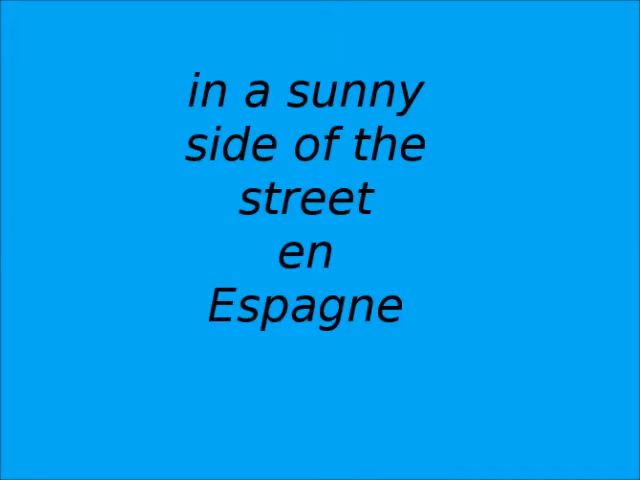 in a sunny
side of the
street
en
Espagne